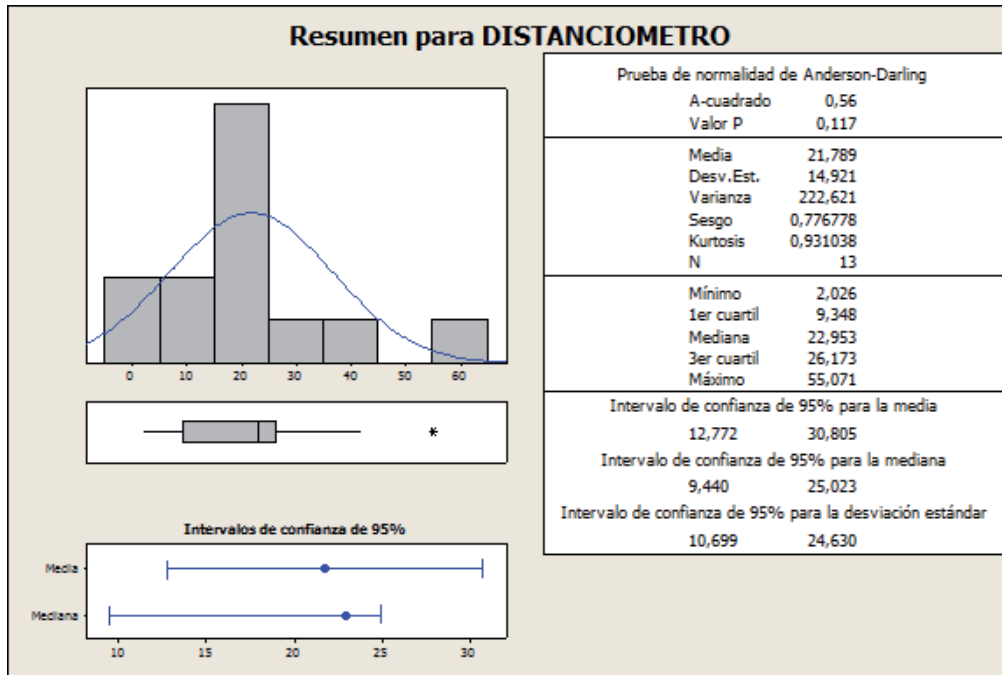 Resumen para DISTANCIOMETRO
0 10 20 30 40 50 60
*
Intervalos de confianza de 95%
Media
Mediana
10 15 20 25 30
Prueba de normalidad de Anderson-Darling
A-cuadrado 0,56
Valor P 0,117
Media 21,789
Desv.Est. 14,921
Varianza 222,621
Sesgo 0,776778
Kurtosis 0,931038
N 13
Mínimo 2,026
1er cuartil 9,348
Mediana 22,953
3er cuartil 26,173
Máximo 55,071
Intervalo de confianza de 95% para la media
12,772 30,805
Intervalo de confianza de 95% para la mediana
9,440 25,023
Intervalo de confianza de 95% para la desviación estándar
10,699 24,630